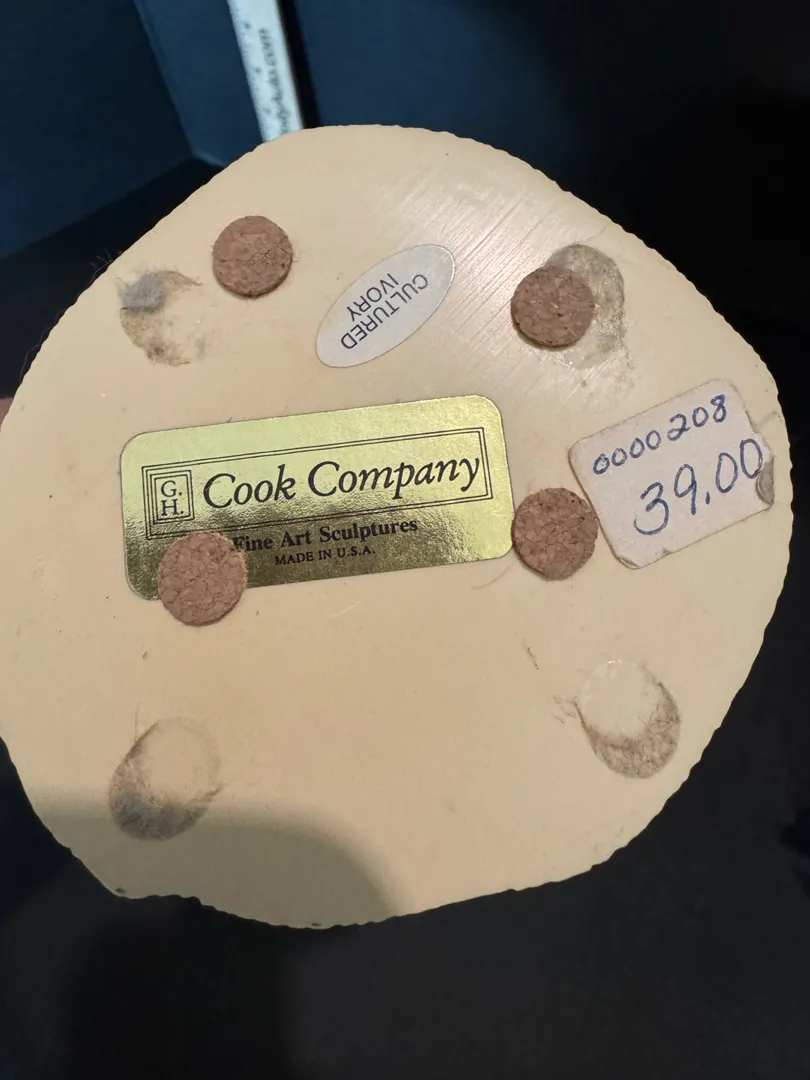 CULTURED
IVORY
G.
H.
Cook Company
Fine Art Sculptures
MADE IN U.S.A.
0000208
39.00